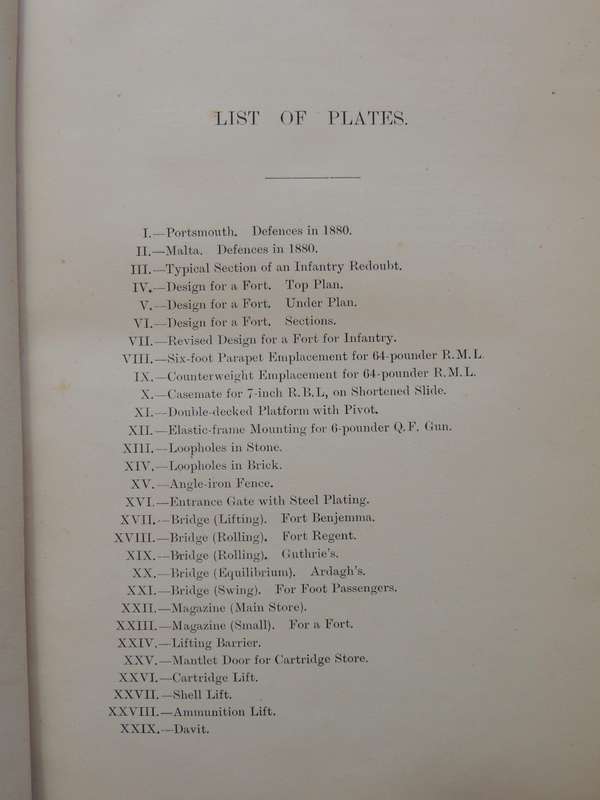 LIST OF PLATES.
I.—Portsmouth. Defences in 1880.
II.—Malta. Defences in 1880.
III.—Typical Section of an Infantry Redoubt.
IV.—Design for a Fort. Top Plan.
V.—Design for a Fort. Under Plan.
VI.—Design for a Fort. Sections.
VII.—Revised Design for a Fort for Infantry.
VIII.—Six-foot Parapet Emplacement for 64-pounder R.M.L.
IX.—Counterweight Emplacement for 64-pounder R.M.L.
X.—Casemate for 7-inch R.B.L, on Shortened Slide.
XI.—Double-decked Platform with Pivot.
XII.—Elastic-frame Mounting for 6-pounder Q.F. Gun.
XIII.—Loopholes in Stone.
XIV.—Loopholes in Brick.
XV.—Angle-iron Fence.
XVI.—Entrance Gate with Steel Plating.
XVII.—Bridge (Lifting). Fort Benjemma.
XVIII.—Bridge (Rolling). Fort Regent.
XIX.—Bridge (Rolling). Guthrie's.
XX.—Bridge (Equilibrium). Ardagh's.
XXI.—Bridge (Swing). For Foot Passengers.
XXII.—Magazine (Main Store).
XXIII.—Magazine (Small). For a Fort.
XXIV.—Lifting Barrier.
XXV.—Mantlet Door for Cartridge Store.
XXVI.—Cartridge Lift.
XXVII.—Shell Lift.
XXVIII.—Ammunition Lift.
XXIX.—Davit.